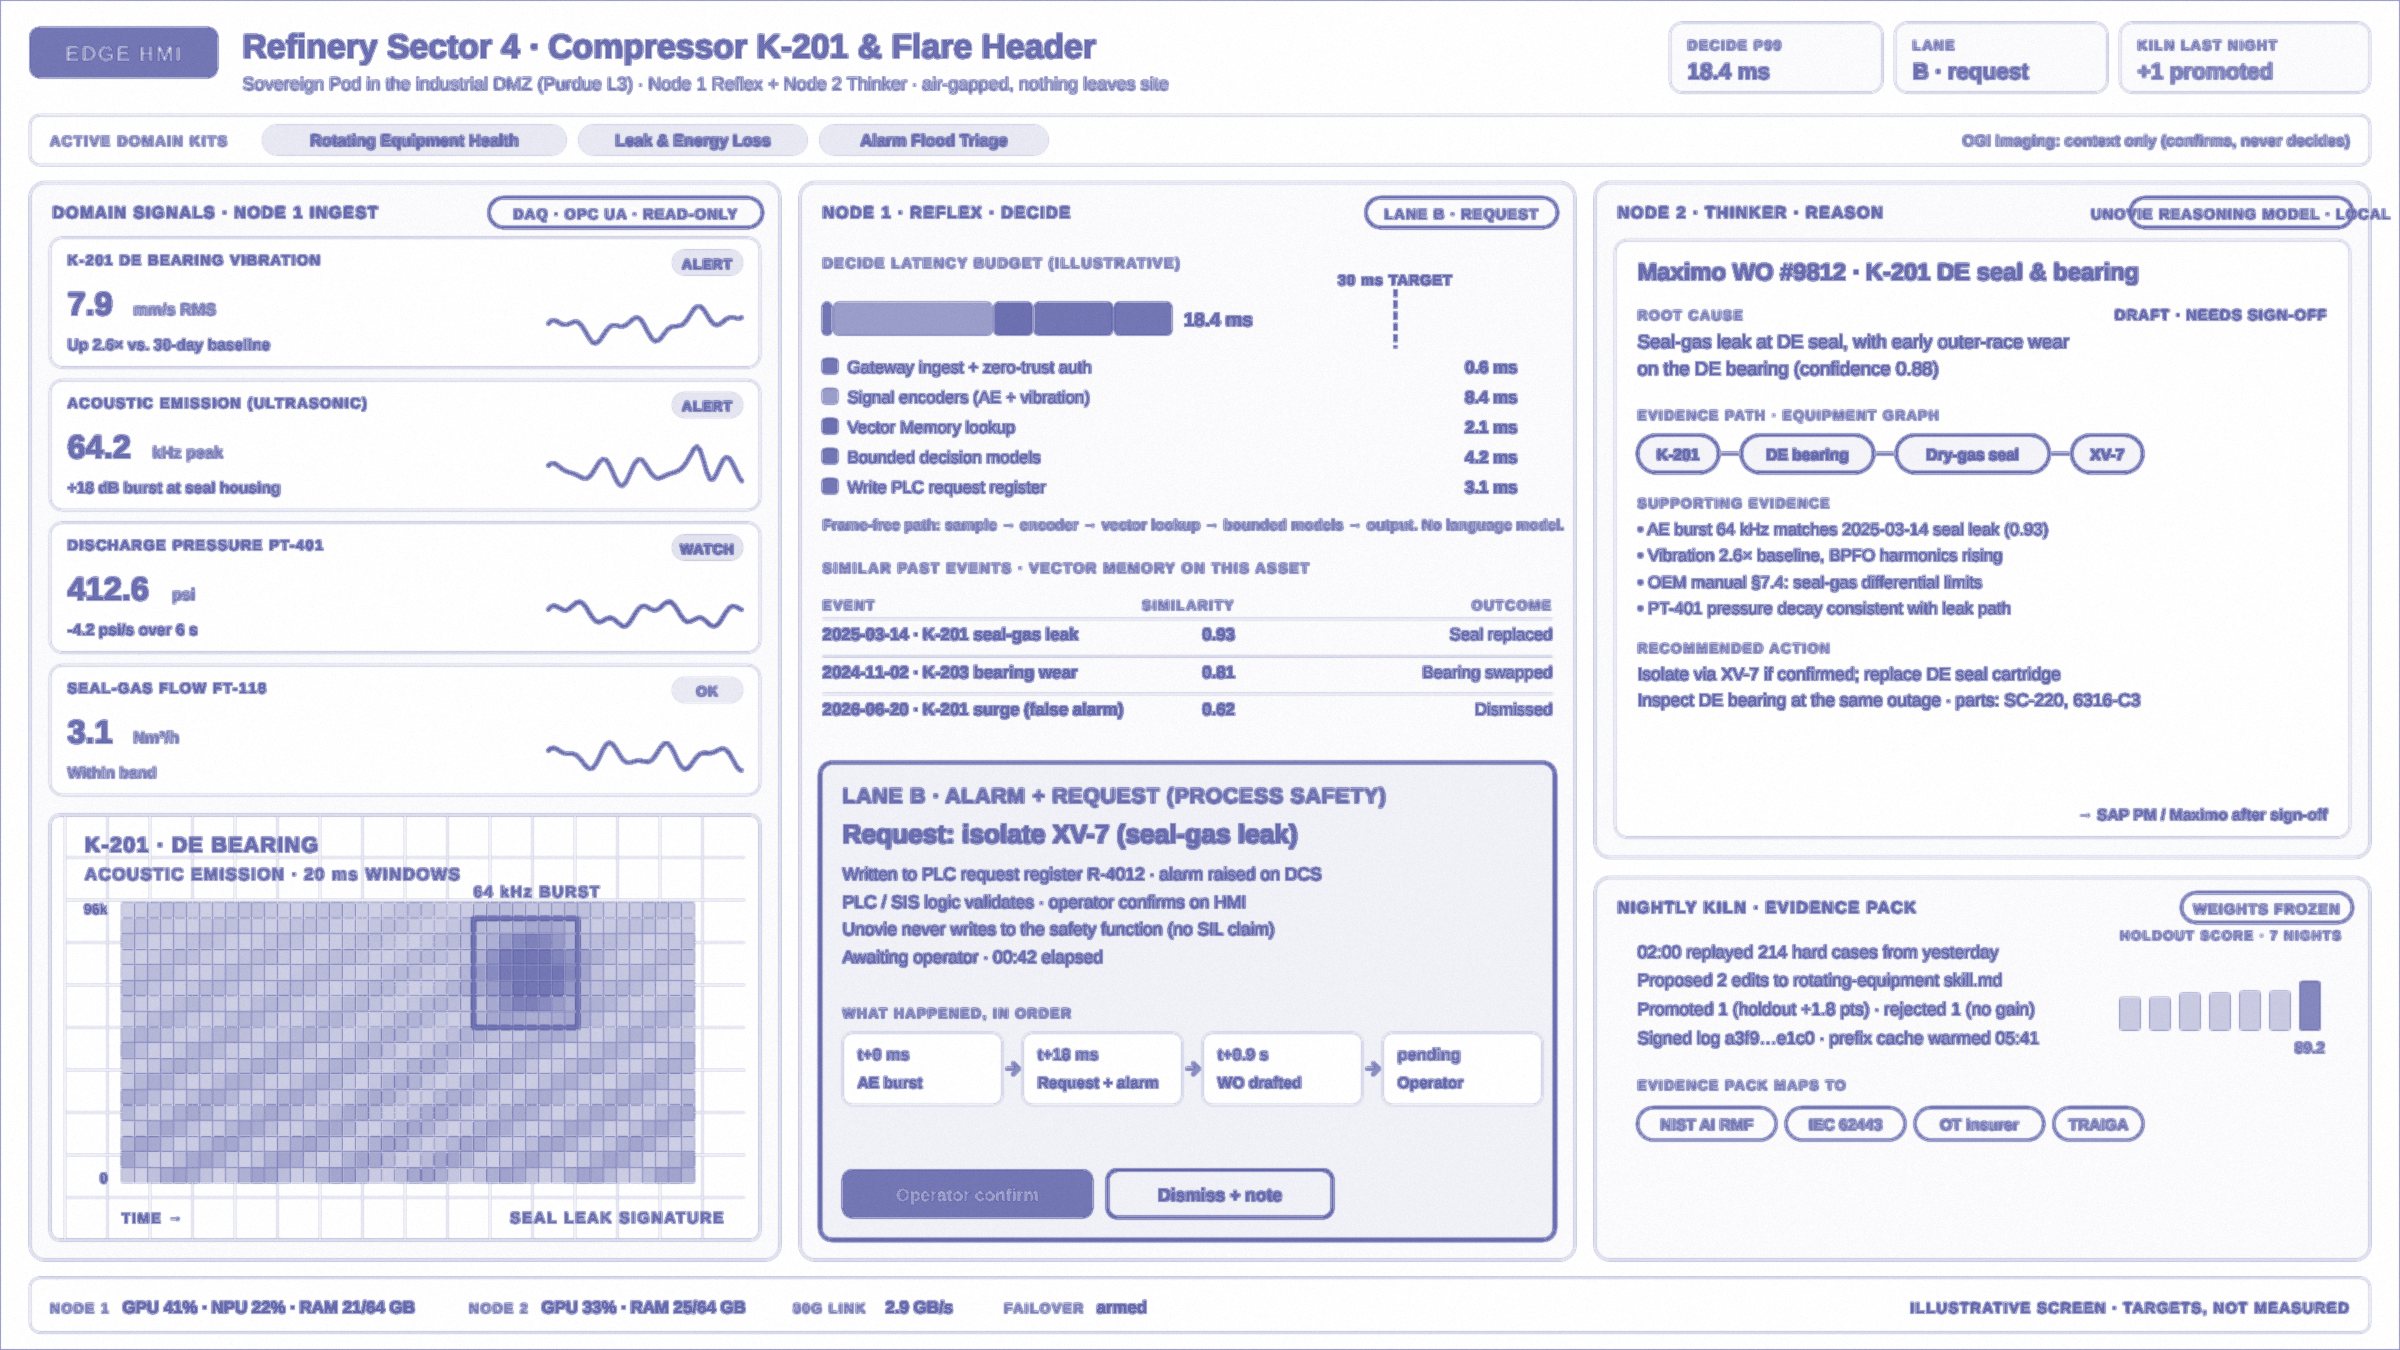 EDGE HMI
Refinery Sector 4 · Compressor K-201 & Flare Header
Sovereign Pod in the industrial DMZ (Purdue L3) · Node 1 Reflex + Node 2 Thinker · air-gapped, nothing leaves site
DECIDE P99
18.4 ms
LANE
B · request
KILN LAST NIGHT
+1 promoted
ACTIVE DOMAIN KITS
Rotating Equipment Health
Leak & Energy Loss
Alarm Flood Triage
OGI Imaging: context only (confirms, never decides)
DOMAIN SIGNALS · NODE 1 INGEST
DAQ · OPC UA · READ-ONLY
K-201 DE BEARING VIBRATION
ALERT
7.9 mm/s RMS
Up 2.6× vs. 30-day baseline
ACOUSTIC EMISSION (ULTRASONIC)
ALERT
64.2 kHz peak
+18 dB burst at seal housing
DISCHARGE PRESSURE PT-401
WATCH
412.6 psi
-4.2 psi/s over 6 s
SEAL-GAS FLOW FT-118
OK
3.1 Nm³/h
Within band
K-201 · DE BEARING
ACOUSTIC EMISSION · 20 ms WINDOWS
64 kHz BURST
96k
0
TIME →
SEAL LEAK SIGNATURE
NODE 1 · REFLEX · DECIDE
LANE B · REQUEST
DECIDE LATENCY BUDGET (ILLUSTRATIVE)
30 ms TARGET
18.4 ms
Gateway ingest + zero-trust auth 0.6 ms
Signal encoders (AE + vibration) 8.4 ms
Vector Memory lookup 2.1 ms
Bounded decision models 4.2 ms
Write PLC request register 3.1 ms
Frame-free path: sample → encoder → vector lookup → bounded models → output. No language model.
SIMILAR PAST EVENTS · VECTOR MEMORY ON THIS ASSET
EVENT SIMILARITY OUTCOME
2025-03-14 · K-201 seal-gas leak 0.93 Seal replaced
2024-11-02 · K-203 bearing wear 0.81 Bearing swapped
2026-06-20 · K-201 surge (false alarm) 0.62 Dismissed
LANE B · ALARM + REQUEST (PROCESS SAFETY)
Request: isolate XV-7 (seal-gas leak)
Written to PLC request register R-4012 · alarm raised on DCS
PLC / SIS logic validates · operator confirms on HMI
Unovie never writes to the safety function (no SIL claim)
Awaiting operator · 00:42 elapsed
WHAT HAPPENED, IN ORDER
t+0 ms
AE burst
t+18 ms
Request + alarm
t+0.9 s
WO drafted
pending
Operator
Operator confirm
Dismiss + note
NODE 2 · THINKER · REASON
UNOVIE REASONING MODEL · LOCAL
Maximo WO #9812 · K-201 DE seal & bearing
ROOT CAUSE
DRAFT · NEEDS SIGN-OFF
Seal-gas leak at DE seal, with early outer-race wear
on the DE bearing (confidence 0.88)
EVIDENCE PATH · EQUIPMENT GRAPH
K-201
DE bearing
Dry-gas seal
XV-7
SUPPORTING EVIDENCE
• AE burst 64 kHz matches 2025-03-14 seal leak (0.93)
• Vibration 2.6× baseline, BPFO harmonics rising
• OEM manual §7.4: seal-gas differential limits
• PT-401 pressure decay consistent with leak path
RECOMMENDED ACTION
Isolate via XV-7 if confirmed; replace DE seal cartridge
Inspect DE bearing at the same outage · parts: SC-220, 6316-C3
→ SAP PM / Maximo after sign-off
NIGHTLY KILN · EVIDENCE PACK
WEIGHTS FROZEN
HOLDOUT SCORE · 7 NIGHTS
02:00 replayed 214 hard cases from yesterday
Proposed 2 edits to rotating-equipment skill.md
Promoted 1 (holdout +1.8 pts) · rejected 1 (no gain)
Signed log a3f9…e1c0 · prefix cache warmed 05:41
89.2
EVIDENCE PACK MAPS TO
NIST AI RMF
IEC 62443
OT insurer
TRAIGA
NODE 1 GPU 41% · NPU 22% · RAM 21/64 GB
NODE 2 GPU 33% · RAM 25/64 GB
80G LINK 2.9 GB/s
FAILOVER armed
ILLUSTRATIVE SCREEN · TARGETS, NOT MEASURED